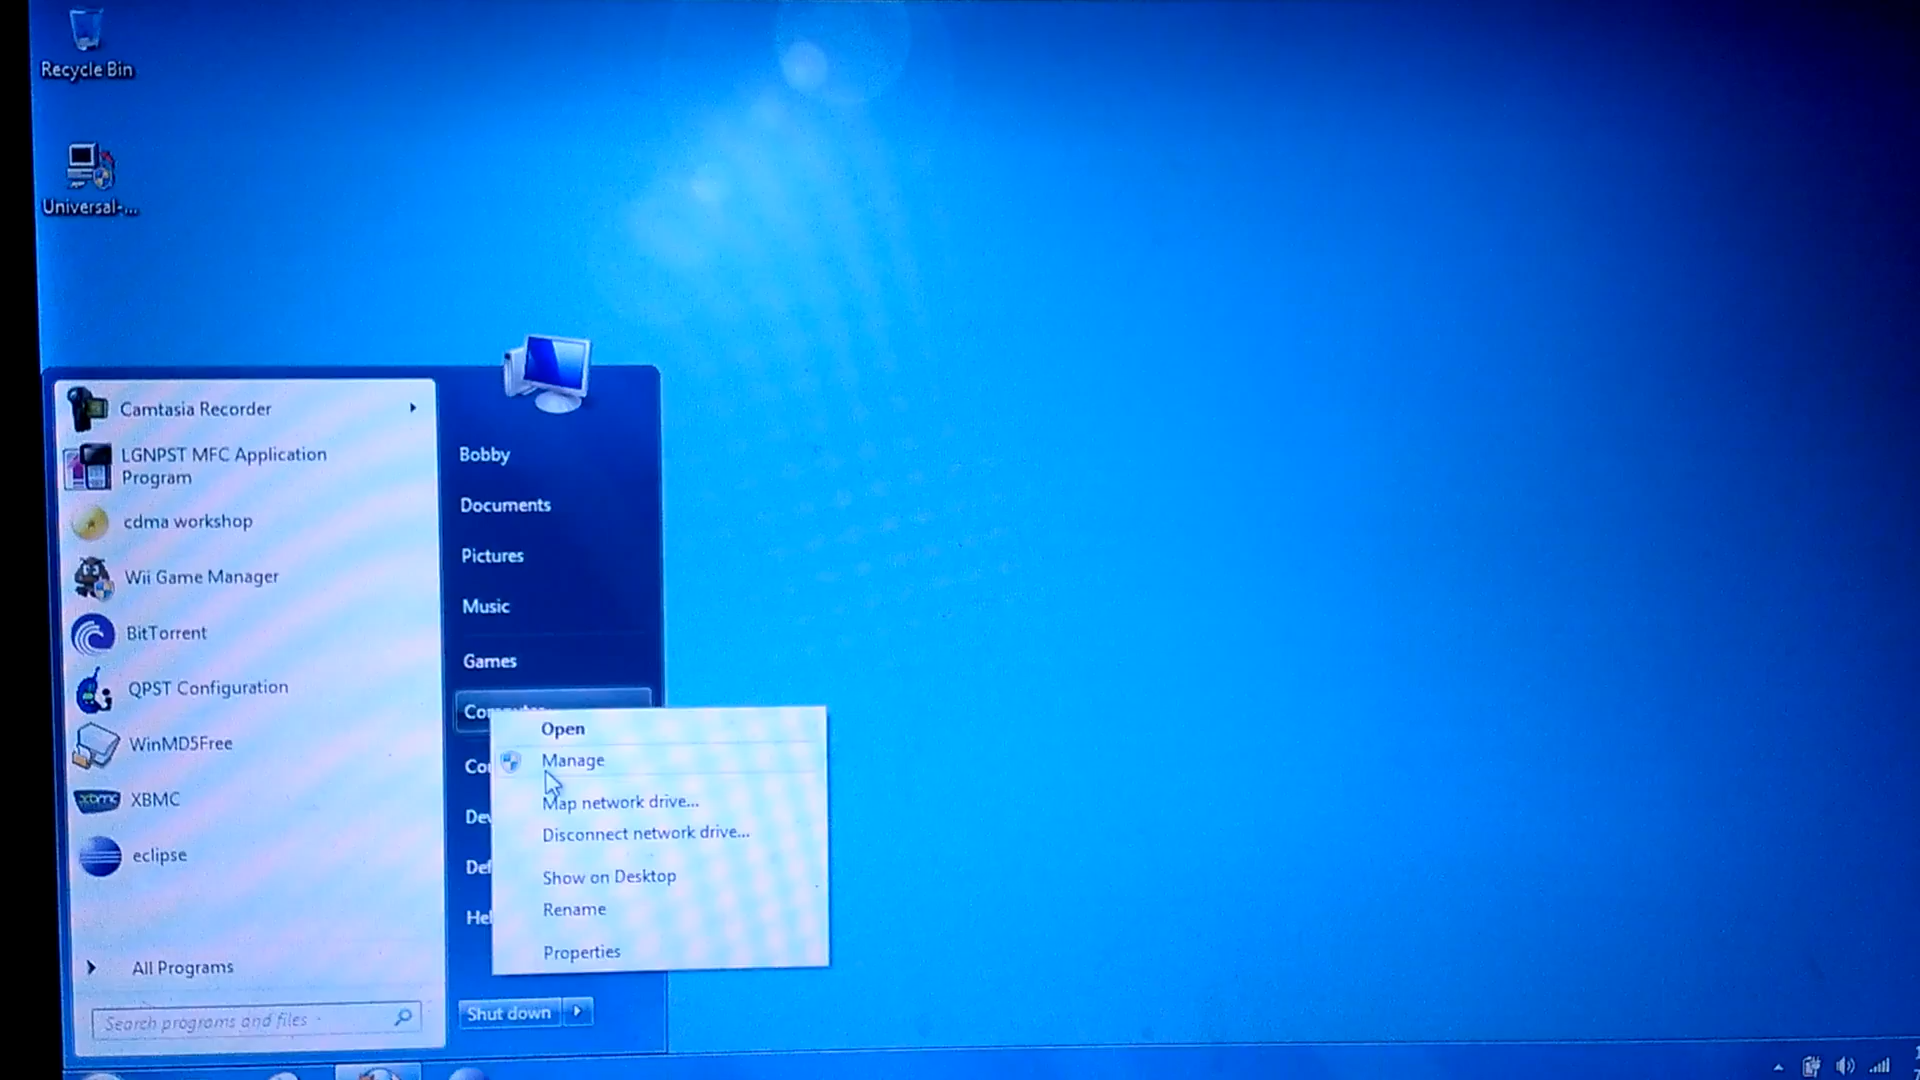 Recycle Bin
Universal-...
Camtasia Recorder
LGNPST MFC Application
Program
cdma workshop
Wii Game Manager
BitTorrent
QPST Configuration
WinMD5Free
XBMC
eclipse
All Programs
Search programs and files
Bobby
Documents
Pictures
Music
Games
Computer
Open
Manage
Map network drive...
Disconnect network drive...
Show on Desktop
Rename
Properties
Shut down